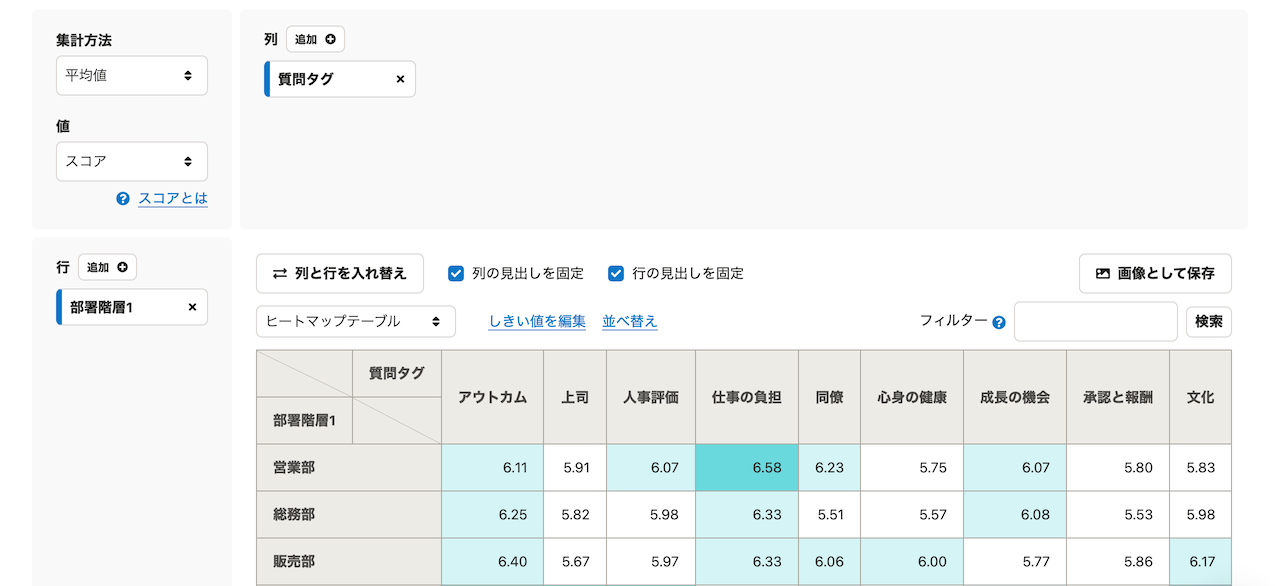 集計方法
平均値
値
スコア
スコアとは
列 追加
質問タグ ×
行 追加
部署階層1 ×
列と行を入れ替え 列の見出しを固定 行の見出しを固定 画像として保存
ヒートマップテーブル しきい値を編集 並べ替え フィルター 検索
質問タグ
部署階層1
アウトカム 上司 人事評価 仕事の負担 同僚 心身の健康 成長の機会 承認と報酬 文化
営業部 6.11 5.91 6.07 6.58 6.23 5.75 6.07 5.80 5.83
総務部 6.25 5.82 5.98 6.33 5.51 5.57 6.08 5.53 5.98
販売部 6.40 5.67 5.97 6.33 6.06 6.00 5.77 5.86 6.17